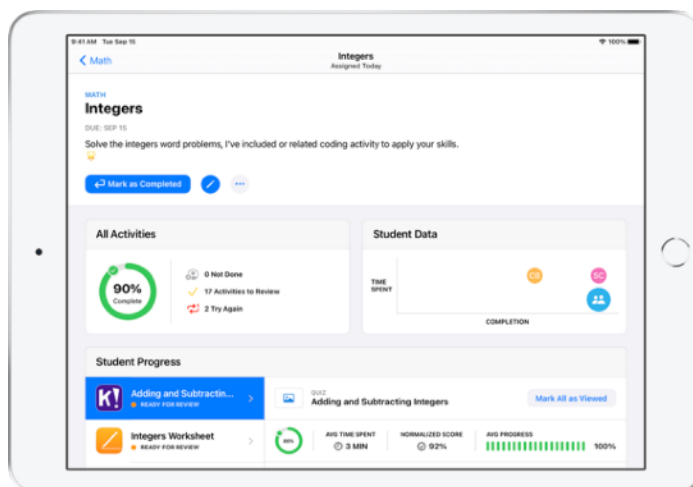 9:41 AM Tue Sep 15
100%
Math
Integers
Assigned Today
MATH
Integers
DUE: SEP 15
Solve the integers word problems, I've included or related coding activity to apply your skills.
Mark as Completed
All Activities
90%
Complete
0 Not Done
17 Activities to Review
2 Try Again
Student Data
TIME
SPENT
CB
SC
COMPLETION
Student Progress
K!
Adding and Subtractin...
READY FOR REVIEW
QUIZ
Adding and Subtracting Integers
Mark All as Viewed
Integers Worksheet
READY FOR REVIEW
AVG TIME SPENT
3 MIN
NORMALIZED SCORE
92%
AVG PROGRESS
100%